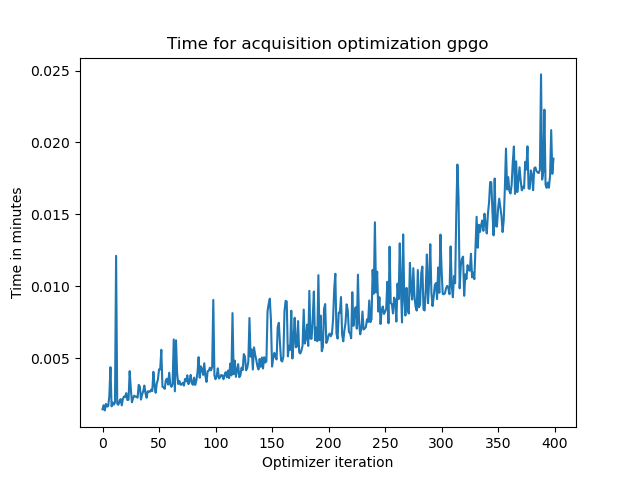 Time for acquisition optimization gpgo
0.025
0.020
0.015
0.010
0.005
Time in minutes
0 50 100 150 200 250 300 350 400
Optimizer iteration